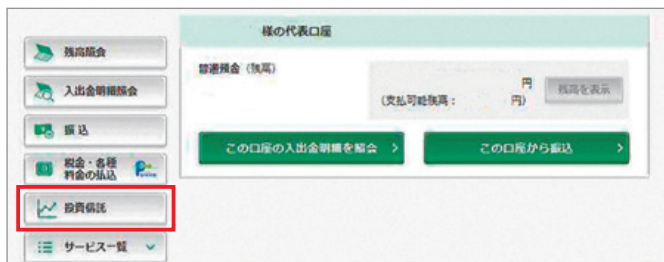 残高照会
入出金明細照会
振込
税金・各種
料金の払込
投資信託
サービス一覧
様の代表口座
普通預金（残高）
円
（支払可能残高：　円）
残高を表示
この口座の入出金明細を照会
この口座から振込